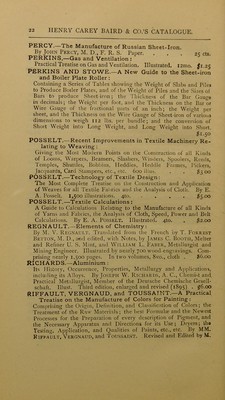 22 HENRY CAREY BAIRD & CO.'S CATALOGUE.
PERCY.—The Manufacture of Russian Sheet-Iron.
By JOHN PERCY, M. D., F. R. S. Paper. . . 25 cts.
PERKINS.—Gas and Ventilation:
Practical Treatise on Gas and Ventilation. Illustrated. 12mo. $1.25
PERKINS AND STOWE.—A New Guide to the Sheet-iron
and Boiler Plate Roller:
Containing a Series of Tables showing the Weight of Slabs and Piles
to Produce Boiler Plates, and of the Weight of Piles and the Sizes of
Bars to produce Sheet-iron; the Thickness of the Bar Gauge
in decimals; the Weight per foot, and the Thickness on the Bar or
Wire Gauge of the fractional parts of an inch; the Weight per
sheet, and the Thickness on the Wire Gauge of Sheet-iron of various
dimensions to weigh 112 lbs. per bundle; and the conversion of
Short Weight into Long Weight, and Long Weight into Short.
$1.50
POSSELT.—Recent Improvements in Textile Machinery Re-
lating to Weaving:
Giving the Most Modern Points on the Construction of all Kinds
of Looms, Warpers, Beamers, Slashers, Winders, Spoolers, Reeds,
Temples, Shuttles, Bobbins, Heddles, Heddle Frames, Pickers,
Jacquards, Card Stampers, etc., etc. 600 illus. . . $3.00
POSSELT.—Technology of Textile Design:
The Most Complete Treatise on the Construction and Application
of Weaves for all Textile Fabrics and the Analysis of Cloth. By E.
A. Posselt. 1,500 illustrations. 4to. . . . $5.00
POSSELT.—Textile Calculations:
A Guide to Calculations Relating to the Manufacture of all Kinds
of Yarns and Fabrics, the Analysis of Cloth, Speed, Power and Belt
Calculations. By E. A. POSSELT. Illustrated. 4to. . $2.00
REGNAULT.—Elements of Chemistry:
By M. V. REGNAULT. Translated from the French by T. FORREST
BETTON, M. D., and edited, with Notes, by JAMES C. BOOTH, Melter
and Refiner U. S. Mint, and WILLIAM L. FABER, Metallurgist and
Mining Engineer. Illustrated by nearly 700 wood-engravings. Com-
prising nearly 1,500 pages. In two volumes, 8vo., cloth . $6.00
RICHARDS.—Aluminium:
Its History, Occurrence, Properties, Metallurgy and Applications,
including its Alloys. By JOSEPH W. RICHARDS, A. C., Chemist and
Practical Metallurgist, Member of the Deutsche Chemische Gesell-
schaft. Illust. Third edition, enlarged and revised (1895) . $6.00
RIFFAULT, VERGNAUD, and TOUSSAINT.—A Practical
Treatise on the Manufacture of Colors for Painting:
Comprising the Origin, Definition, and Classification of Colors; the
Treatment of the Raw Materials; the best Formulæ and the Newest
Processes for the Preparation of every description of Pigment, and
the Necessary Apparatus and Directions for its Use; Dryers; the
Testing, Application, and Qualities of Paints, etc., etc. By MM.
RIFFAULT, VERGNAUD, and TOUSSAINT. Revised and Edited by M.